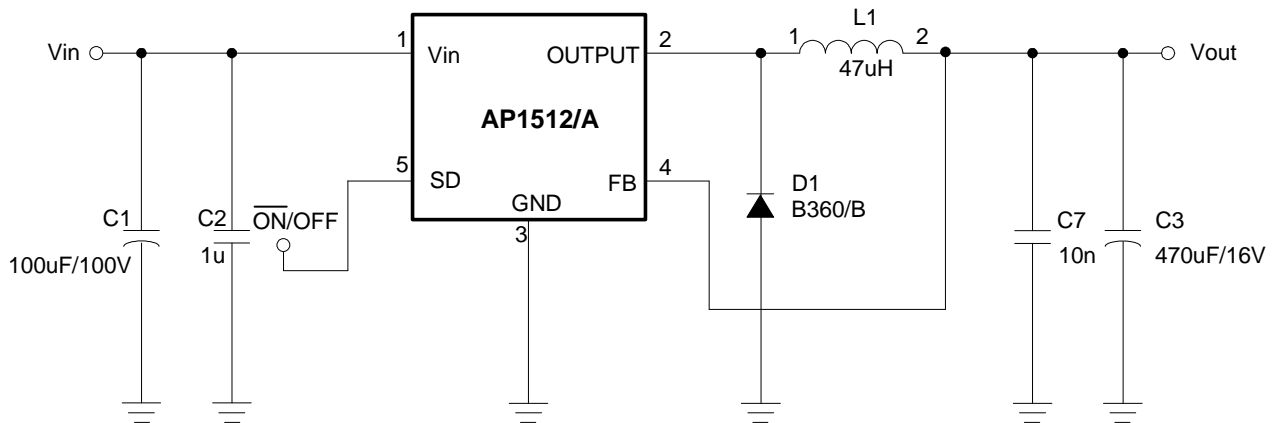 L1
1
2
47uH
Vin
1
Vin
OUTPUT
2
Vout
AP1512/A
5
SD
FB
4
GND
3
ON/OFF
C1
100uF/100V
C2
1u
D1
B360/B
C7
10n
C3
470uF/16V